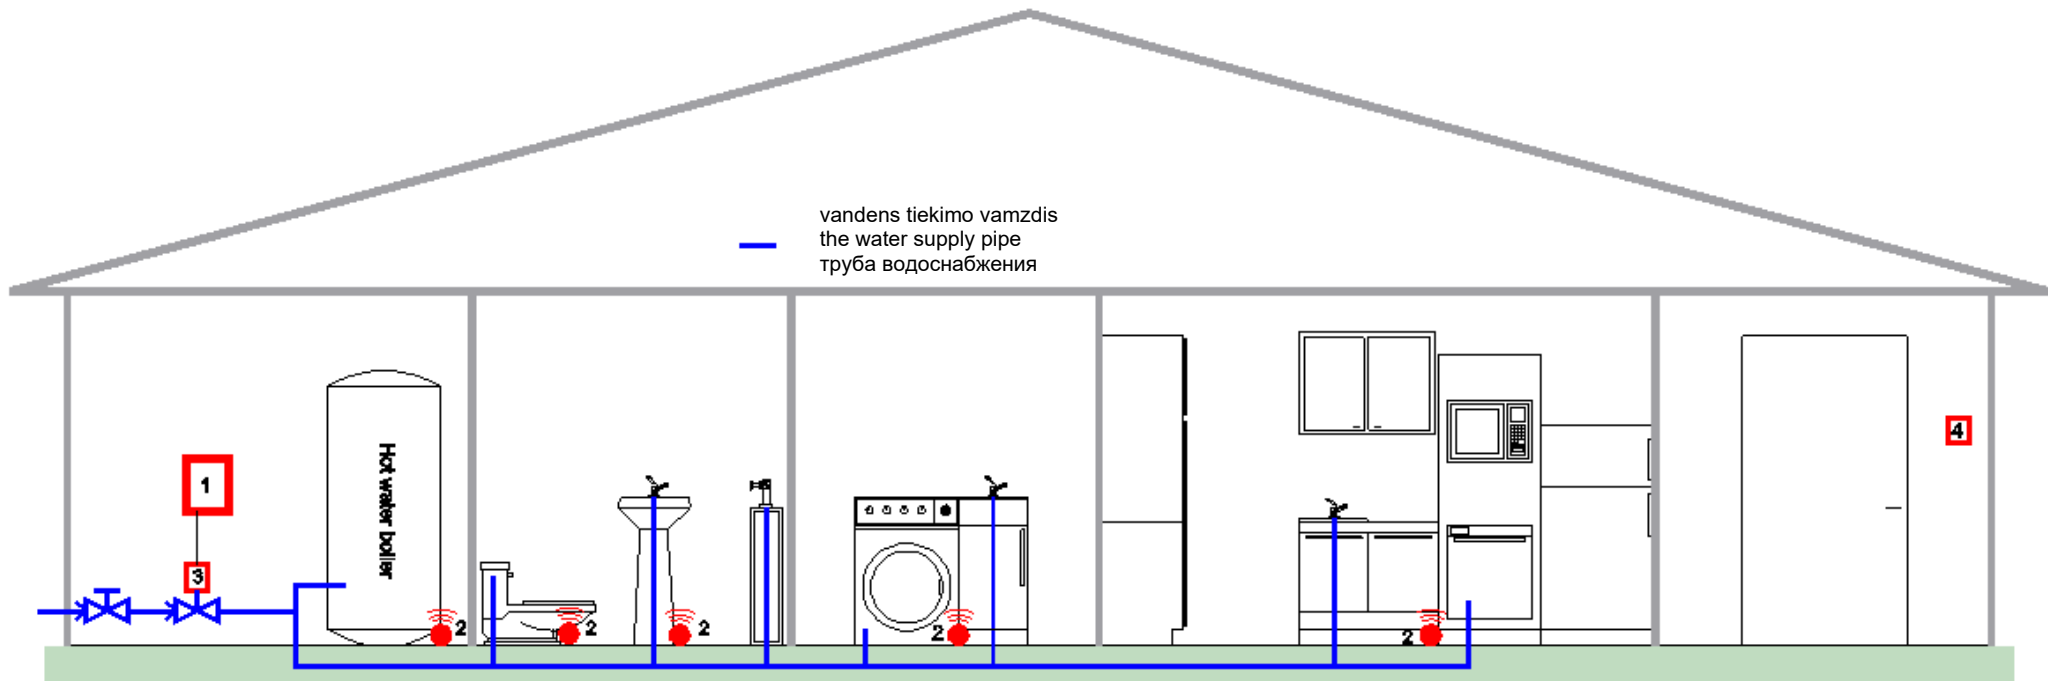 vandens tiekimo vamzdis
the water supply pipe
труба водоснабжения
Hot water boiler
1
3
2
2
2
2
2
4